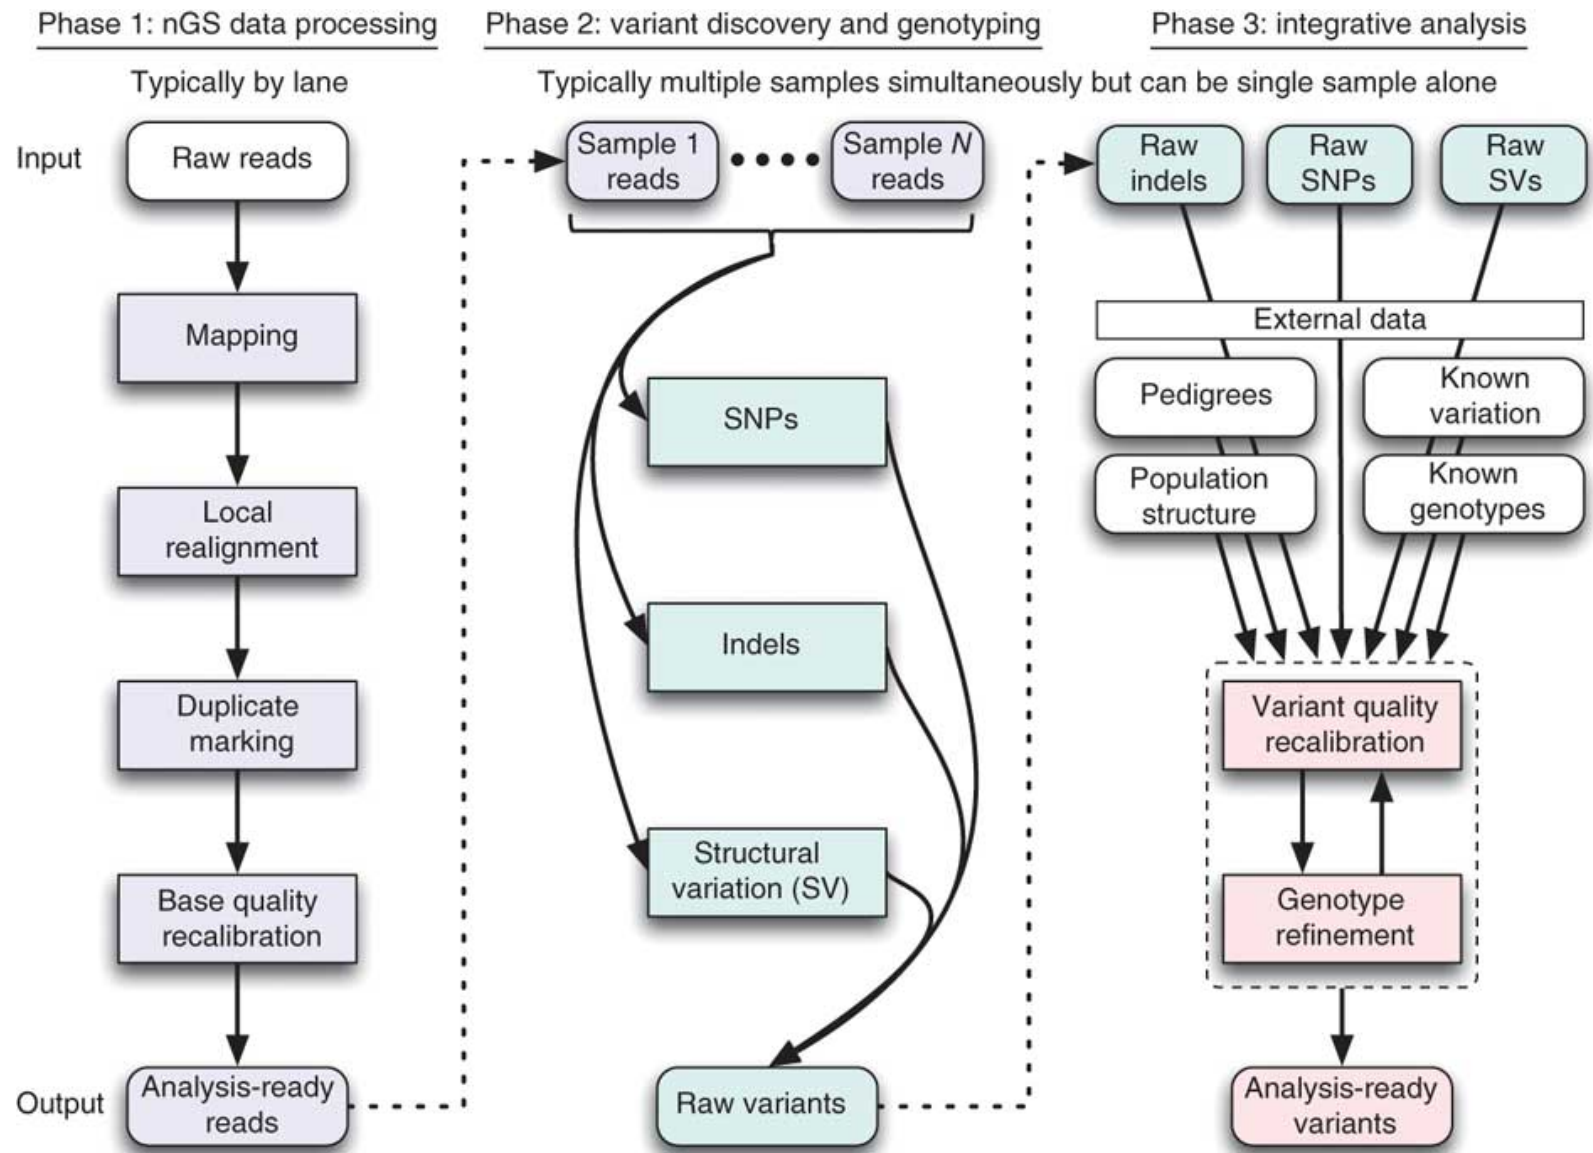 Phase 1: nGS data processing
Phase 2: variant discovery and genotyping
Phase 3: integrative analysis
Typically by lane
Typically multiple samples simultaneously but can be single sample alone
Input
Raw reads
Mapping
Local
realignment
Duplicate
marking
Base quality
recalibration
Output
Analysis-ready
reads
Sample 1
reads
Sample N
reads
SNPs
Indels
Structural
variation (SV)
Raw variants
Raw
indels
Raw
SNPs
Raw
SVs
External data
Pedigrees
Known
variation
Population
structure
Known
genotypes
Variant quality
recalibration
Genotype
refinement
Analysis-ready
variants